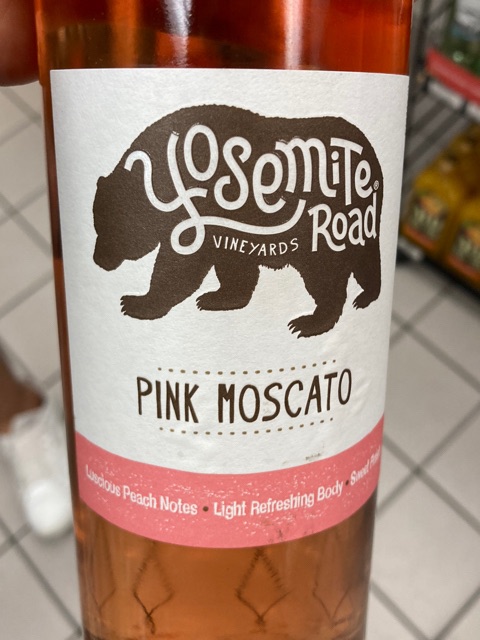 Yosemite
Road®
VINEYARDS
PINK MOSCATO
Luscious Peach Notes • Light Refreshing Body • Sweet